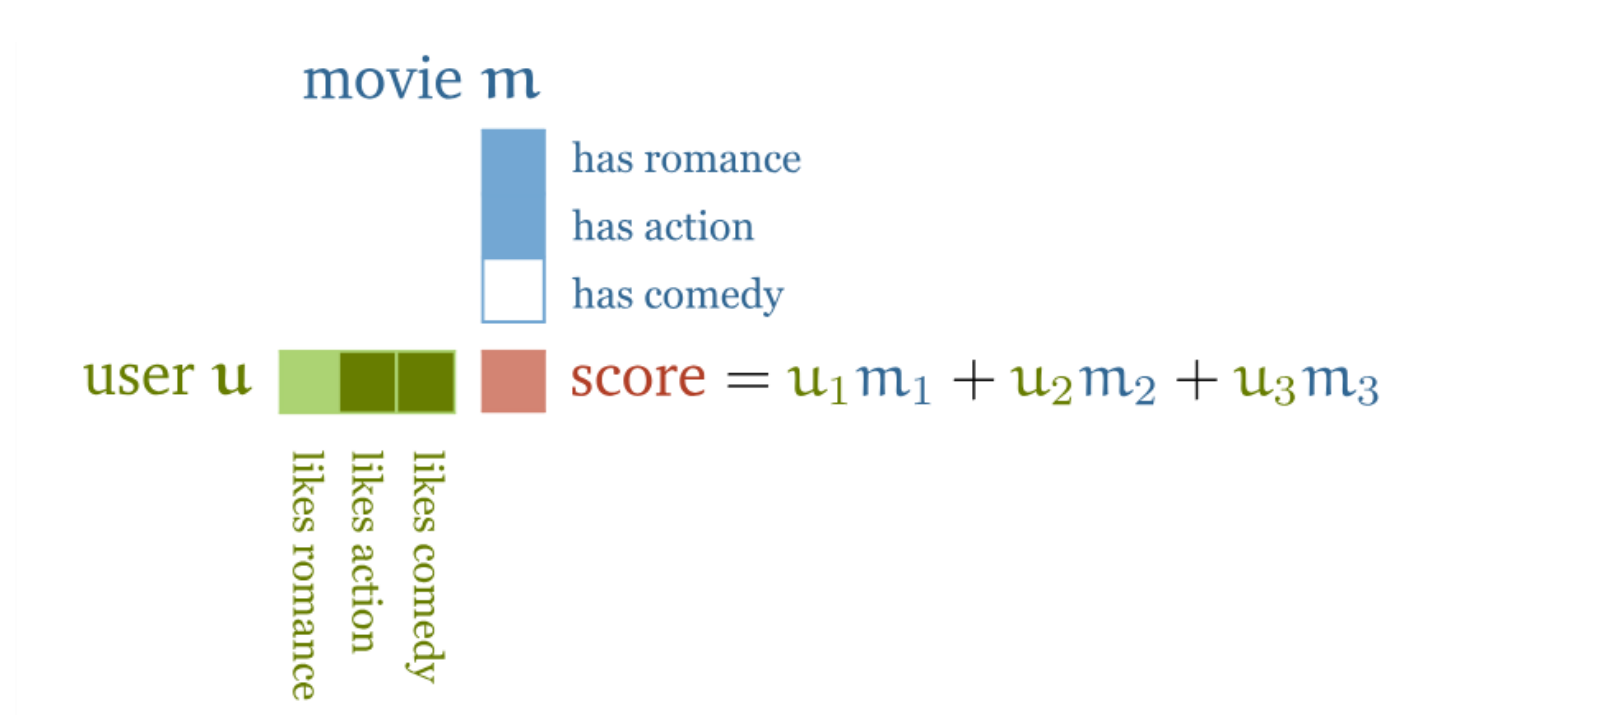 movie m
has romance
has action
has comedy
user u
score = u₁m₁ + u₂m₂ + u₃m₃
likes romance
likes action
likes comedy